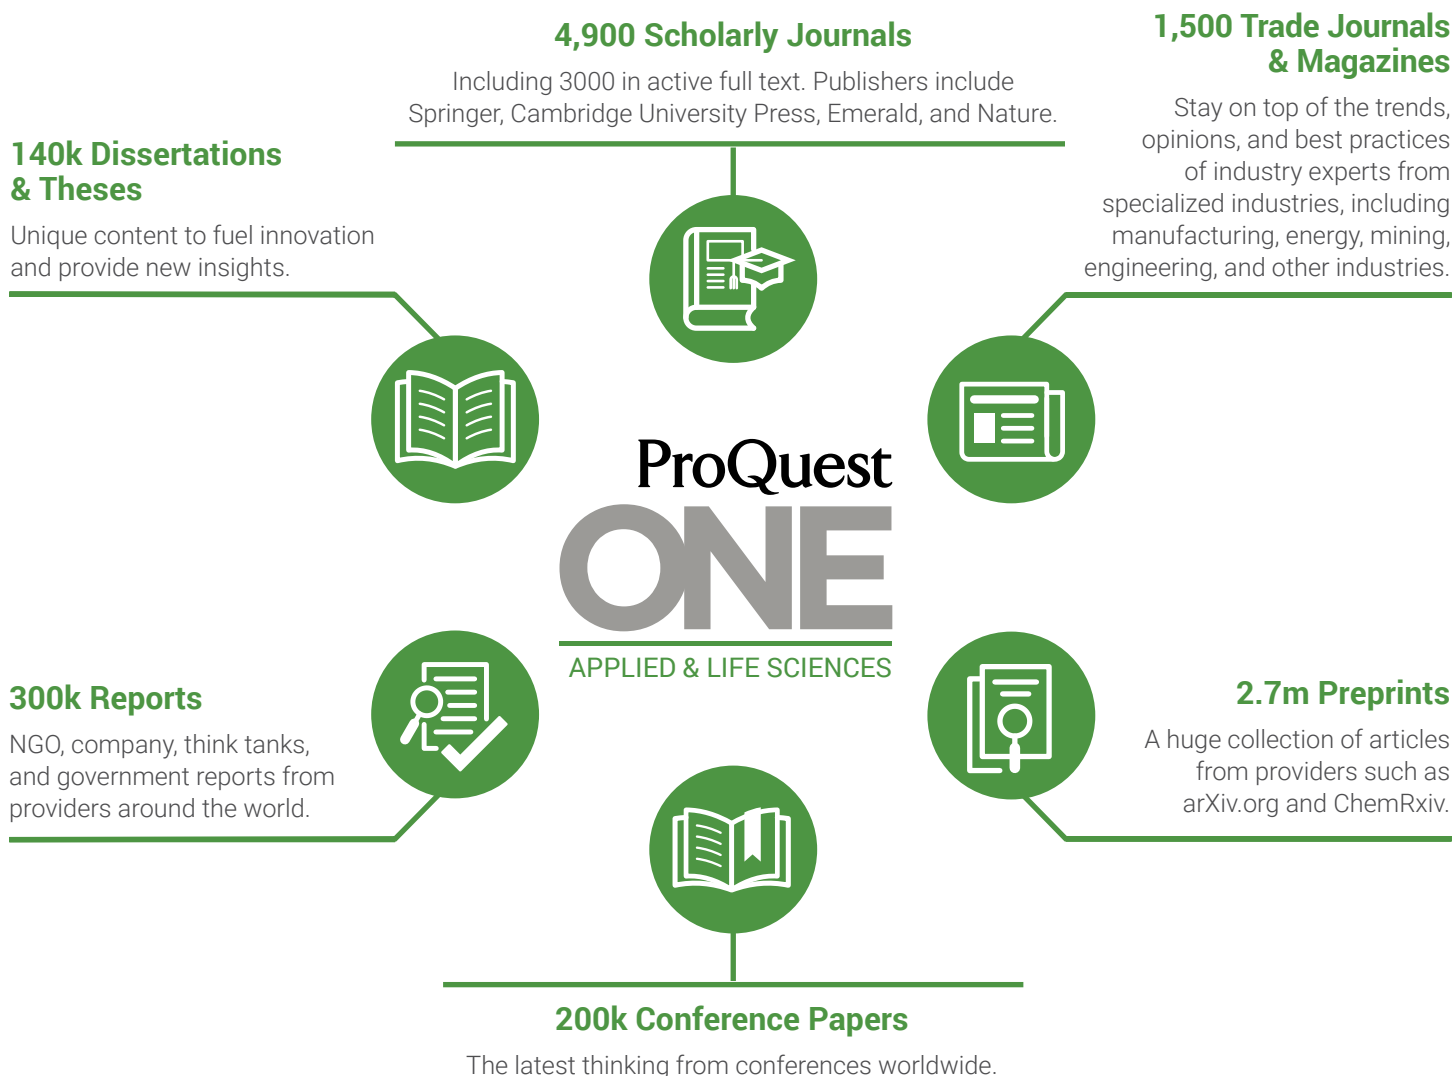 4,900 Scholarly Journals
Including 3000 in active full text. Publishers include
Springer, Cambridge University Press, Emerald, and Nature.
1,500 Trade Journals
& Magazines
Stay on top of the trends,
opinions, and best practices
of industry experts from
specialized industries, including
manufacturing, energy, mining,
engineering, and other industries.
140k Dissertations
& Theses
Unique content to fuel innovation
and provide new insights.
ProQuest
ONE
APPLIED & LIFE SCIENCES
300k Reports
NGO, company, think tanks,
and government reports from
providers around the world.
2.7m Preprints
A huge collection of articles
from providers such as
arXiv.org and ChemRxiv.
200k Conference Papers
The latest thinking from conferences worldwide.